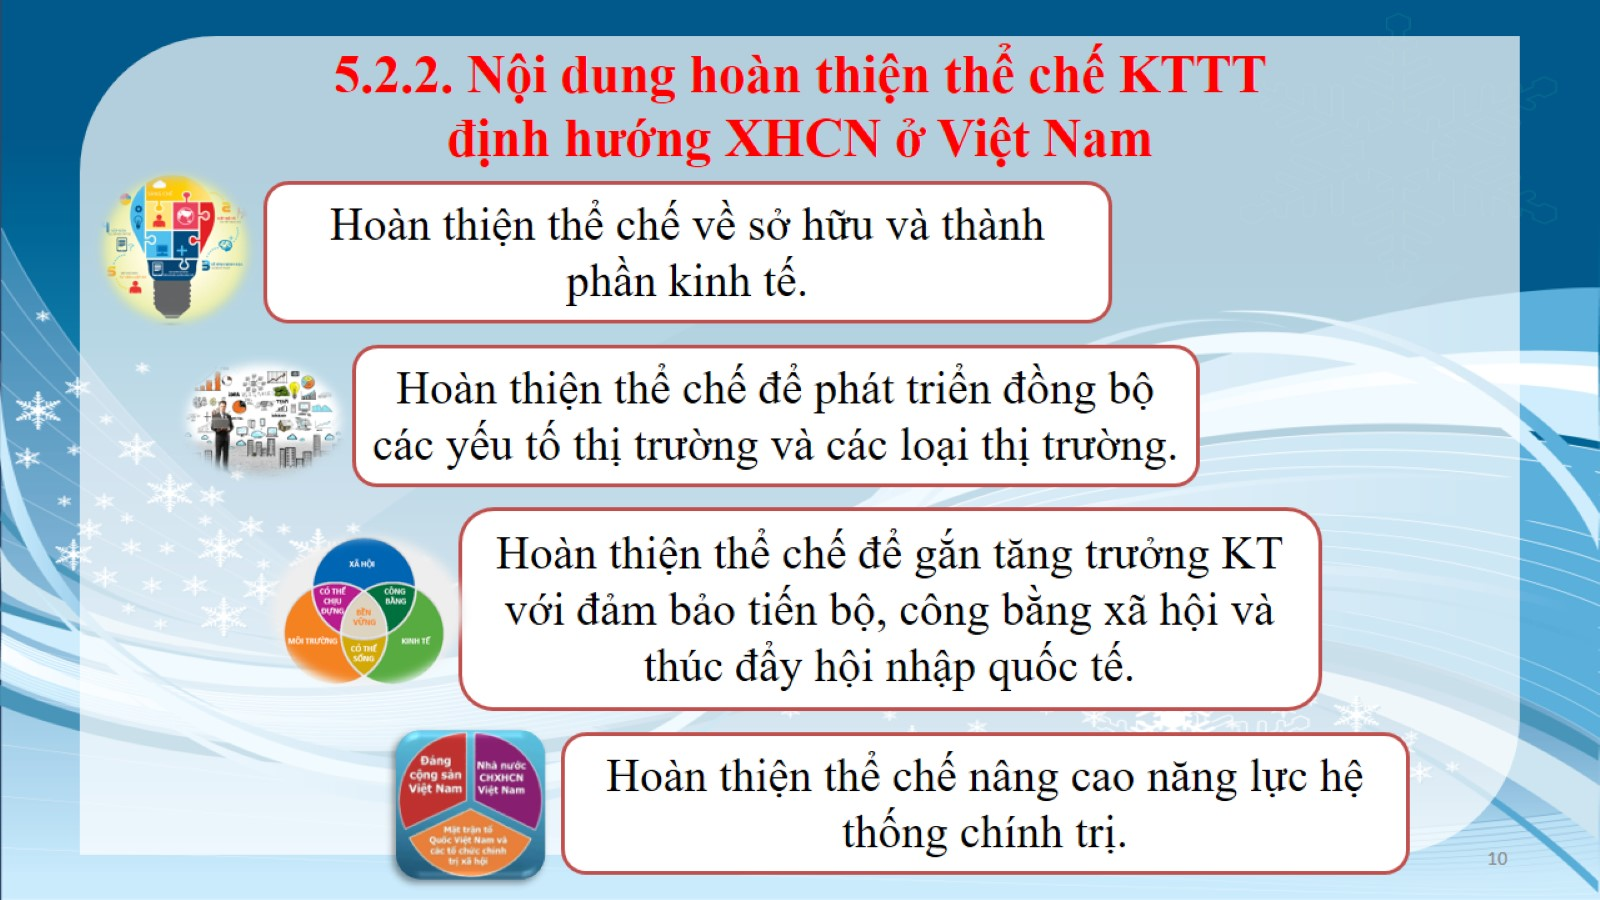 5.2.2. Nội dung hoàn thiện thể chế KTTT
định hướng XHCN ở Việt Nam
Hoàn thiện thể chế về sở hữu và thành
phần kinh tế.
Hoàn thiện thể chế để phát triển đồng bộ
các yếu tố thị trường và các loại thị trường.
XÃ HỘI
CÓ THỂ
CHỊU
ĐỰNG
CÔNG
BẰNG
BỀN
VỮNG
MÔI TRƯỜNG
KINH TẾ
CÓ THỂ
SỐNG
Hoàn thiện thể chế để gắn tăng trưởng KT
với đảm bảo tiến bộ, công bằng xã hội và
thúc đẩy hội nhập quốc tế.
Đảng
cộng sản
Việt Nam
Nhà nước
CHXHCN
Việt Nam
Mặt trận tổ
Quốc Việt Nam và
các tổ chức chính
trị xã hội
Hoàn thiện thể chế nâng cao năng lực hệ
thống chính trị.
10